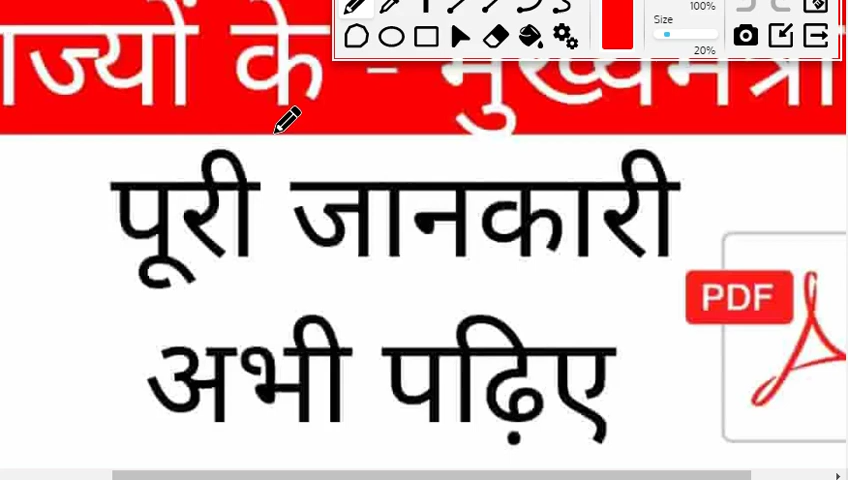 ज्यों के - मुख्यमंत्री
100%
Size
20%
पूरी जानकारी
PDF
अभी पढ़िए